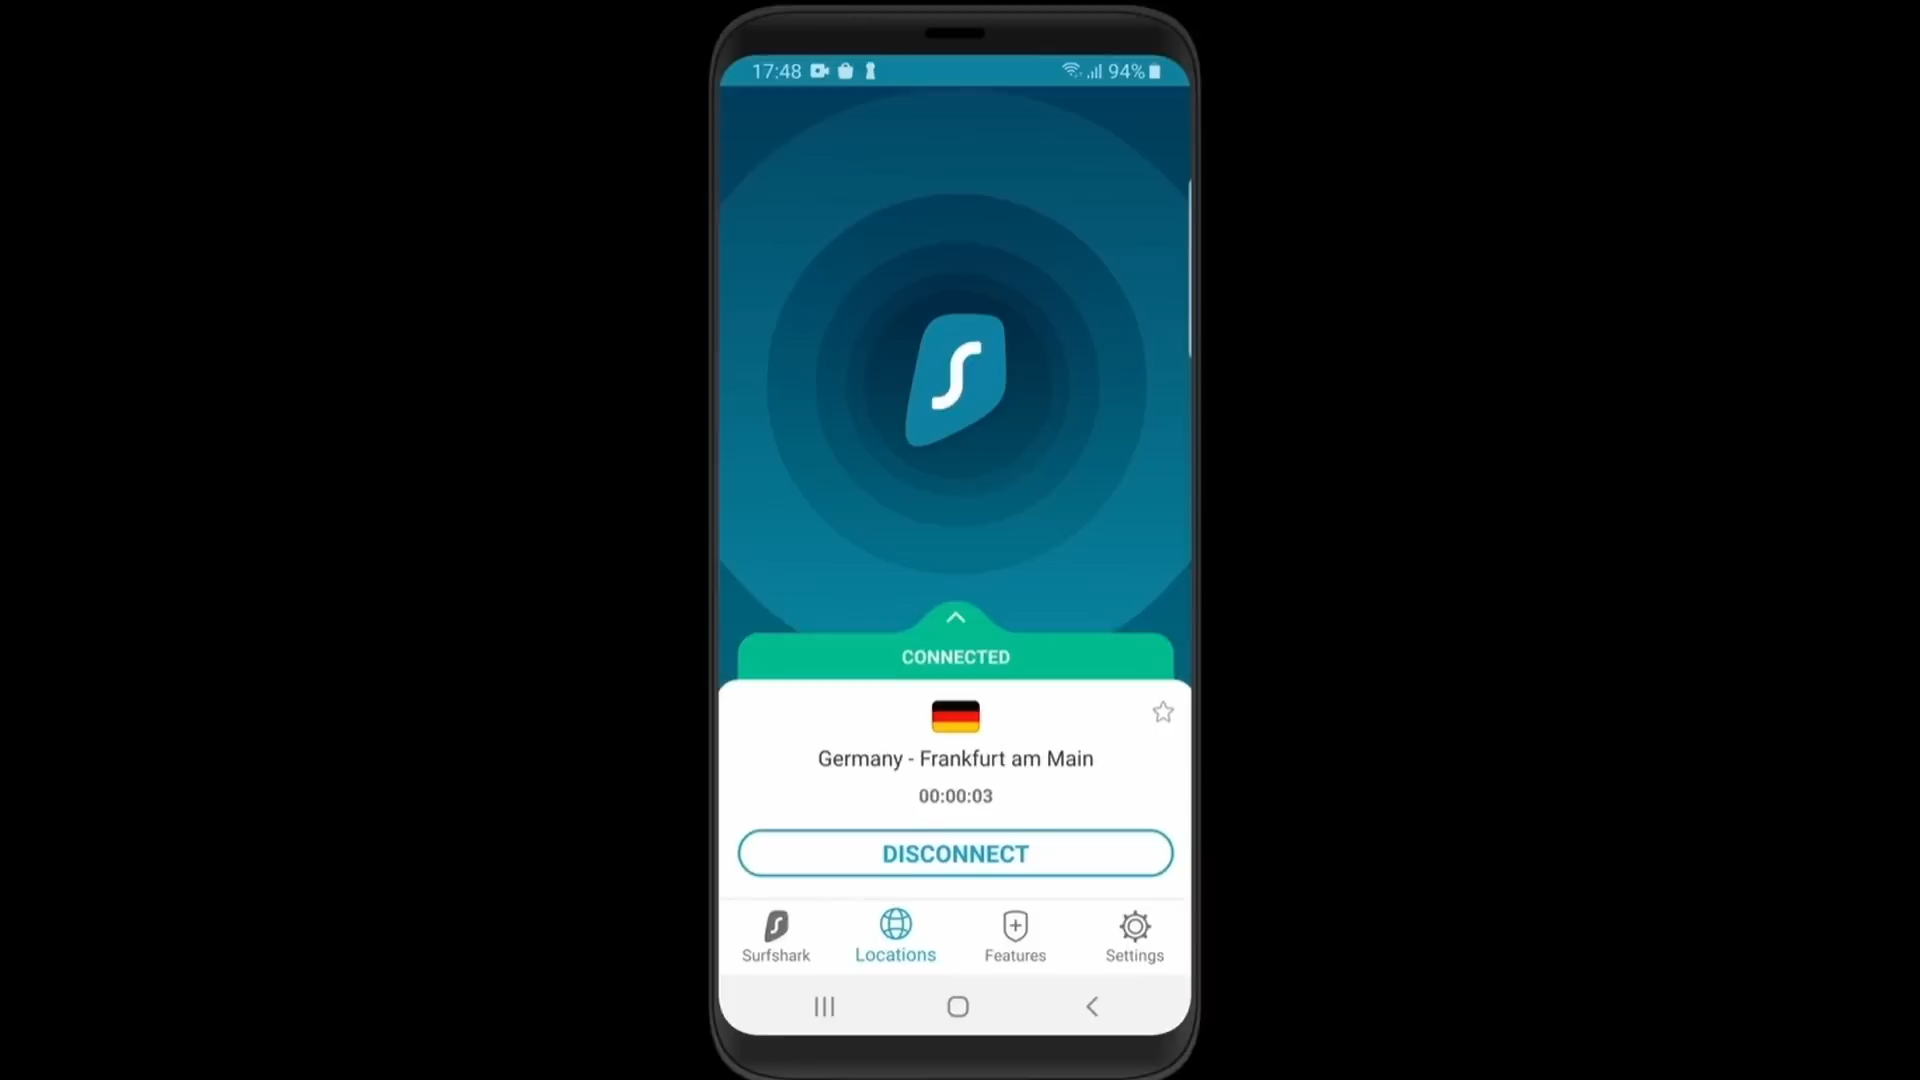 17:48 94%
S
CONNECTED
Germany - Frankfurt am Main
00:00:03
DISCONNECT
Surfshark Locations Features Settings